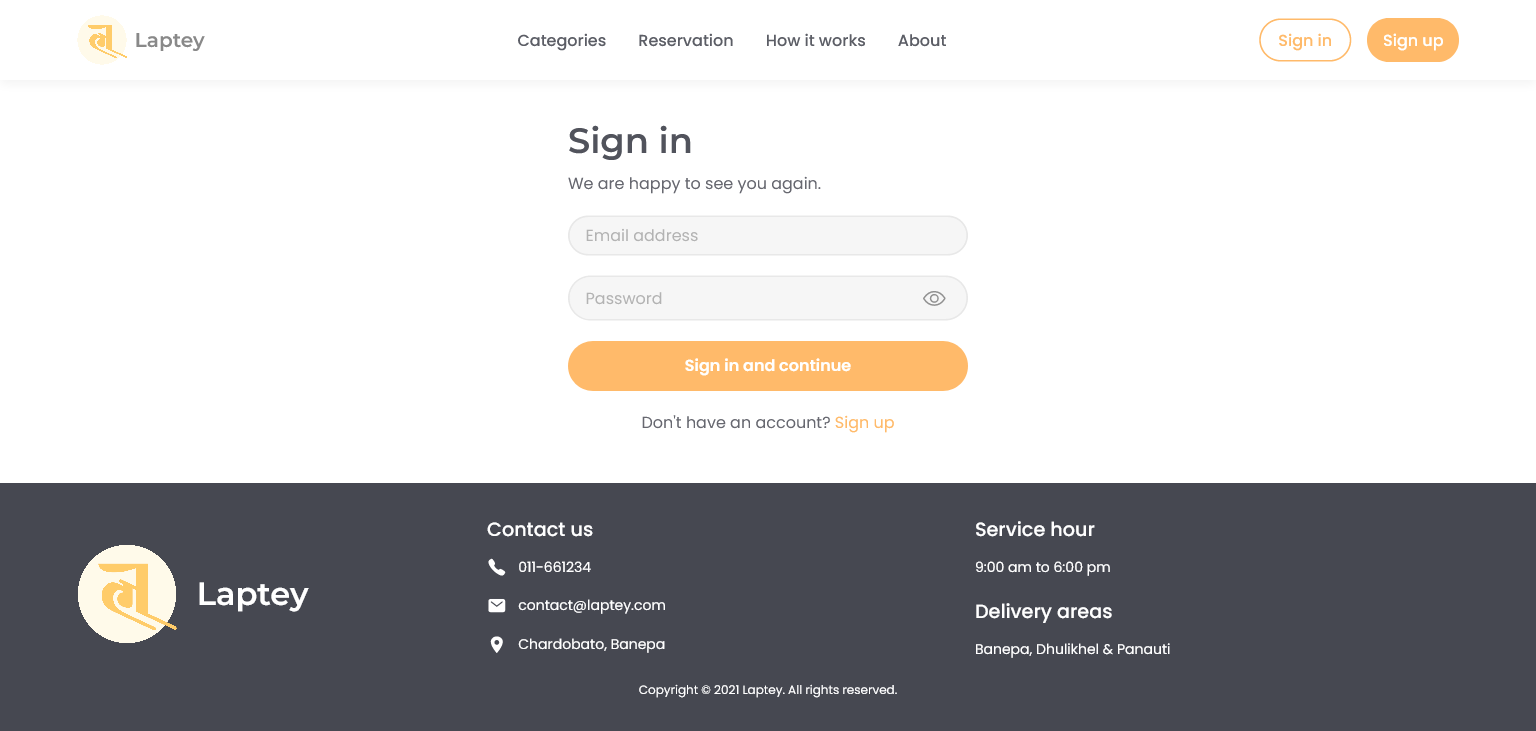 ले Laptey
Categories Reservation How it works About
Sign in Sign up
Sign in
We are happy to see you again.
Email address
Password
Sign in and continue
Don't have an account? Sign up
Laptey
Contact us
011-661234
contact@laptey.com
Chardobato, Banepa
Service hour
9:00 am to 6:00 pm
Delivery areas
Banepa, Dhulikhel & Panauti
Copyright © 2021 Laptey. All rights reserved.